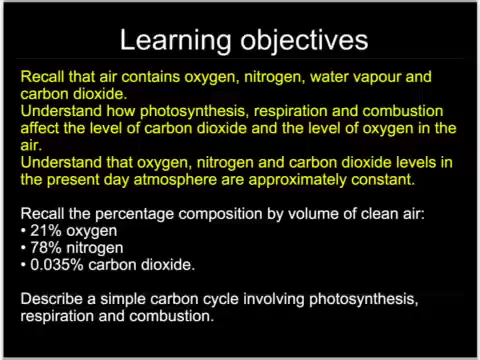 Learning objectives
Recall that air contains oxygen, nitrogen, water vapour and
carbon dioxide.
Understand how photosynthesis, respiration and combustion
affect the level of carbon dioxide and the level of oxygen in the
air.
Understand that oxygen, nitrogen and carbon dioxide levels in
the present day atmosphere are approximately constant.
Recall the percentage composition by volume of clean air:
• 21% oxygen
• 78% nitrogen
• 0.035% carbon dioxide.
Describe a simple carbon cycle involving photosynthesis,
respiration and combustion.